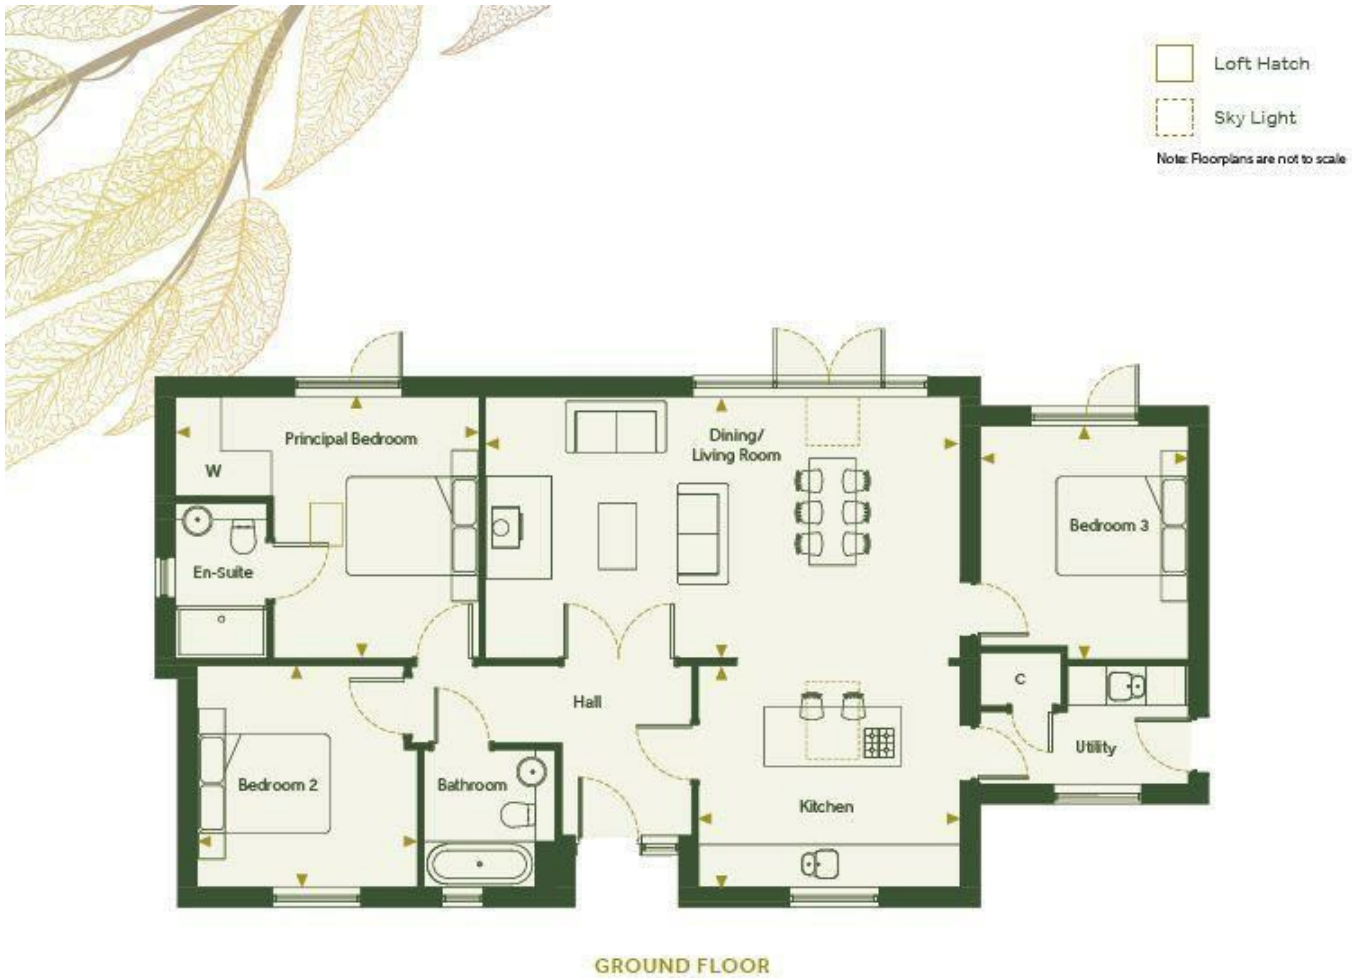 Loft Hatch
Sky Light
Note: Floorplans are not to scale
Principal Bedroom
W
En-Suite
Dining/
Living Room
Bedroom 3
Hall
C
Utility
Bedroom 2
Bathroom
Kitchen
GROUND FLOOR